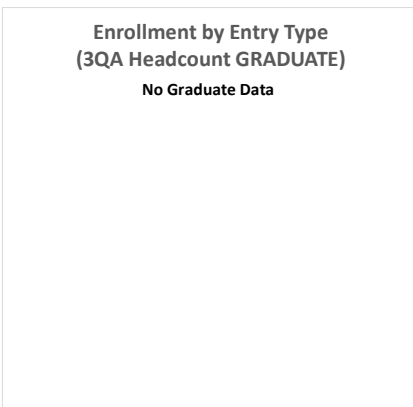 Enrollment by Entry Type
(3QA Headcount GRADUATE)
No Graduate Data